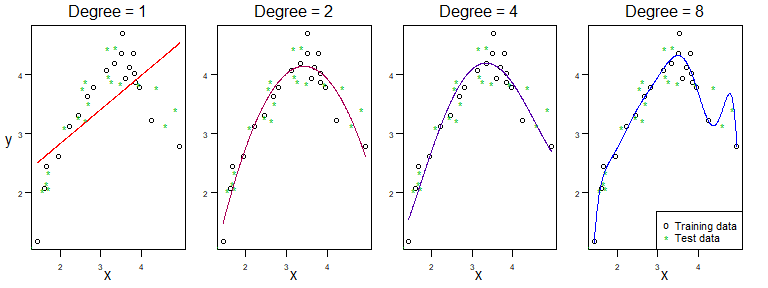 Degree = 1
Degree = 2
Degree = 4
Degree = 8
y
4
3
2
2 3 4
x
4
3
2
2 3 4
x
4
3
2
2 3 4
x
4
3
2
2 3 4
x
Training data
Test data